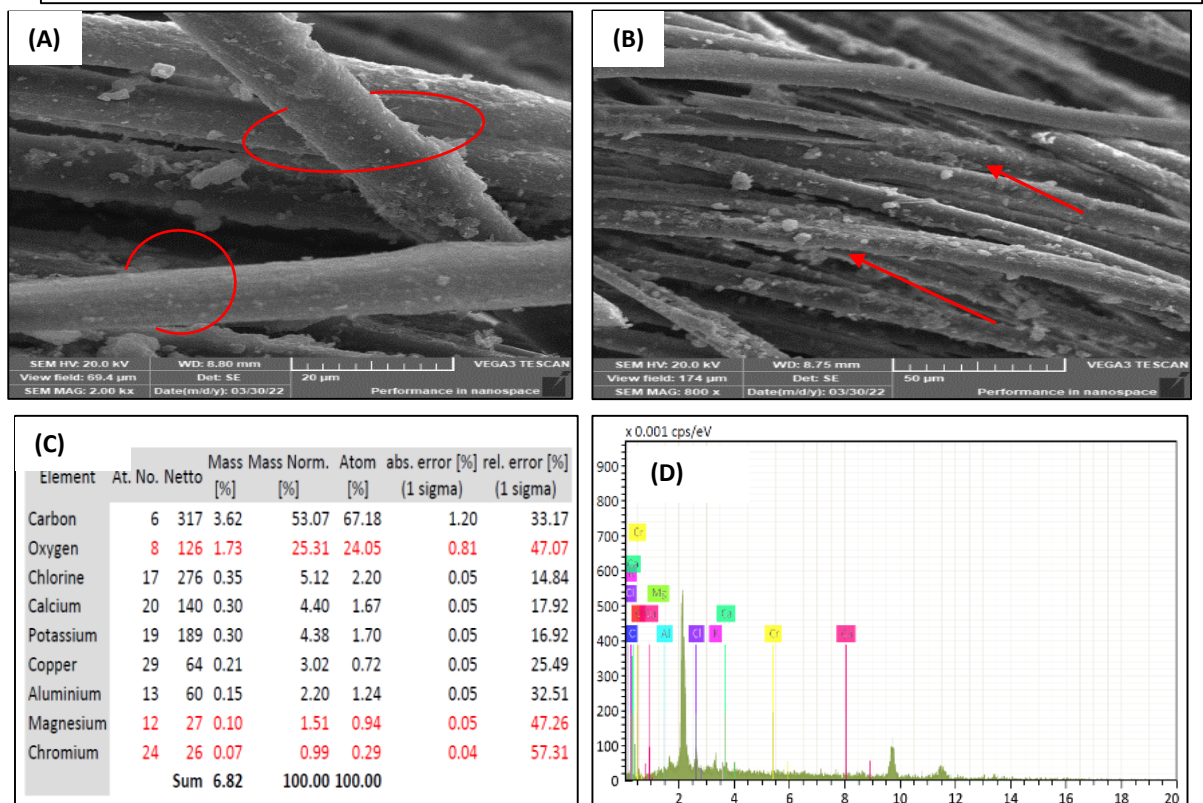 (A)
SEM HV: 20.0 kV WD: 8.80 mm VEGA3 TESCAN
View field: 69.4 µm Det: SE 20 µm
SEM MAG: 2.00 kx Date(m/d/y): 03/30/22 Performance in nanospace
(B)
SEM HV: 20.0 kV WD: 8.75 mm VEGA3 TESCAN
View field: 174 µm Det: SE 50 µm
SEM MAG: 800 x Date(m/d/y): 03/30/22 Performance in nanospace
(C)
Element At. No. Netto Mass Mass Norm. Atom abs. error [%] rel. error [%]
[%] [%] [%] (1 sigma) (1 sigma)
Carbon 6 317 3.62 53.07 67.18 1.20 33.17
Oxygen 8 126 1.73 25.31 24.05 0.81 47.07
Chlorine 17 276 0.35 5.12 2.20 0.05 14.84
Calcium 20 140 0.30 4.40 1.67 0.05 17.92
Potassium 19 189 0.30 4.38 1.70 0.05 16.92
Copper 29 64 0.21 3.02 0.72 0.05 25.49
Aluminium 13 60 0.15 2.20 1.24 0.05 32.51
Magnesium 12 27 0.10 1.51 0.94 0.05 47.26
Chromium 24 26 0.07 0.99 0.29 0.04 57.31
Sum 6.82 100.00 100.00
x 0.001 cps/eV
(D)
900
800
700
Cr
600
Ca
Cl Mg
500
400
C Al Cl K Ca Cr Cu
300
200
100
0
2 4 6 8 10 12 14 16 18 20